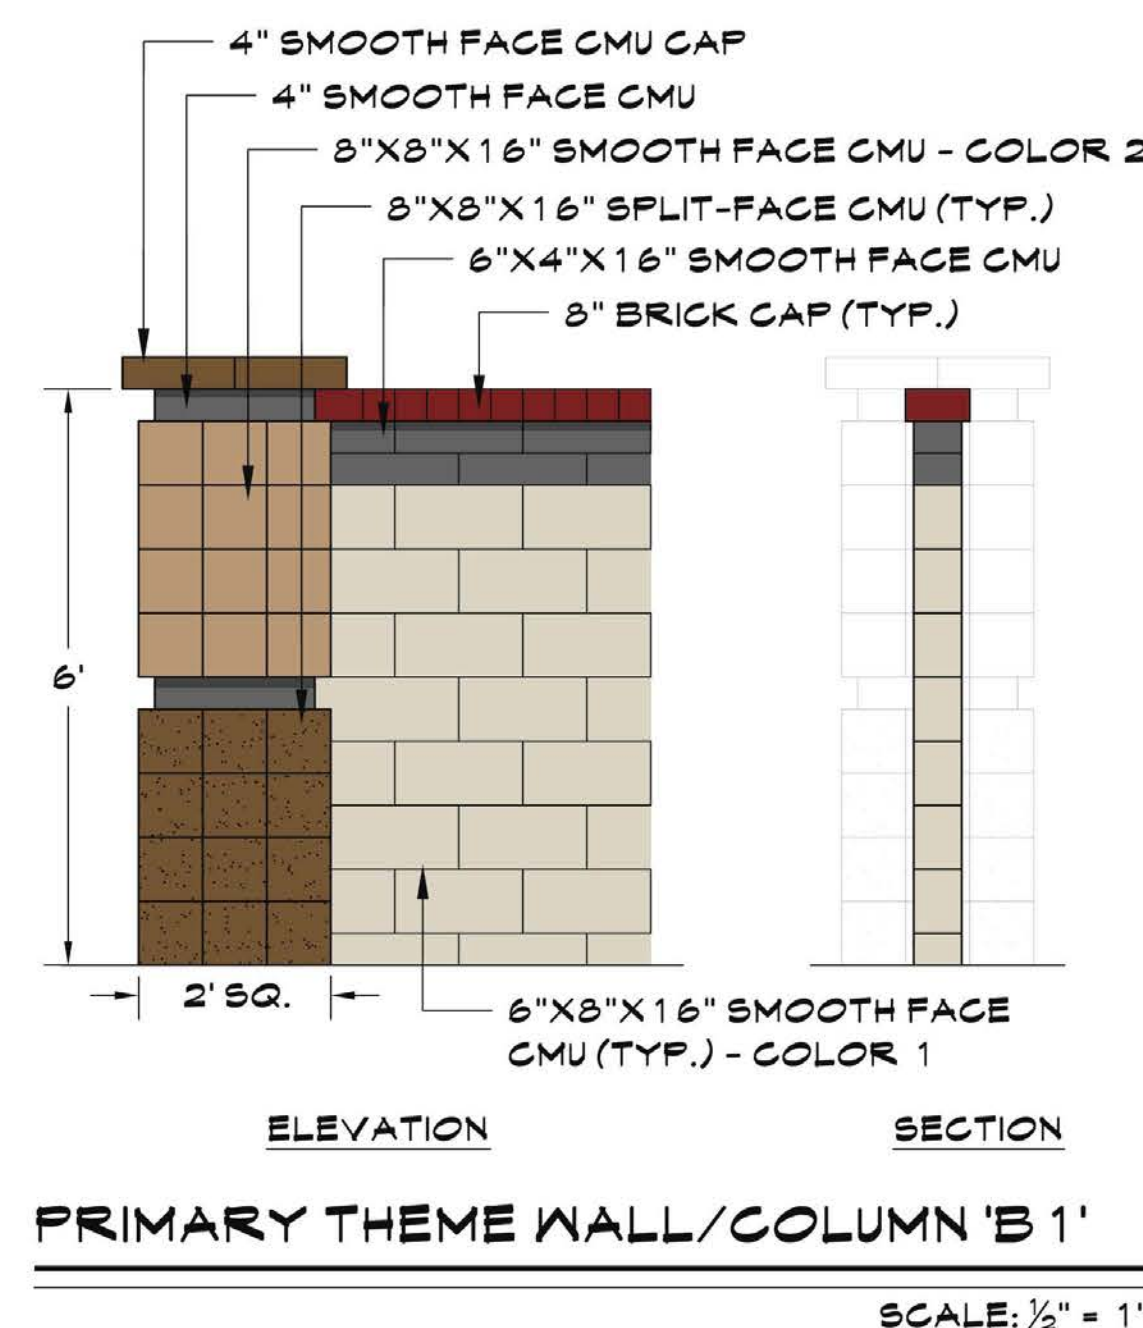 4" SMOOTH FACE CMU CAP
4" SMOOTH FACE CMU
8"X8"X16" SMOOTH FACE CMU - COLOR 2
8"X8"X16" SPLIT-FACE CMU (TYP.)
6"X4"X16" SMOOTH FACE CMU
8" BRICK CAP (TYP.)
6'
2' SQ.
6"X8"X16" SMOOTH FACE
CMU (TYP.) - COLOR 1
ELEVATION
SECTION
PRIMARY THEME WALL/COLUMN 'B1'
SCALE: ½" = 1'